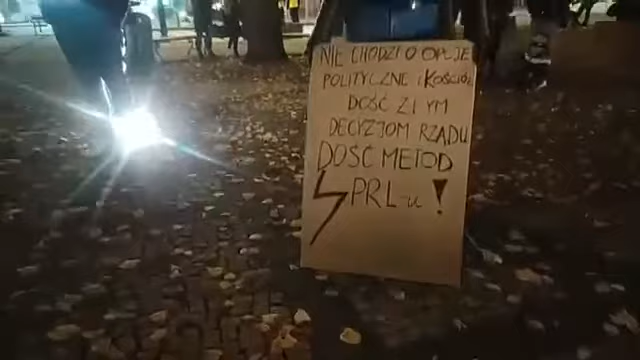 NIE CHODZI O OPCJE
POLITYCZNE i KOŚCIÓŁ
DOŚĆ ZŁYM
DECYZJOM RZĄDU
DOŚĆ METOD
PRL-u !